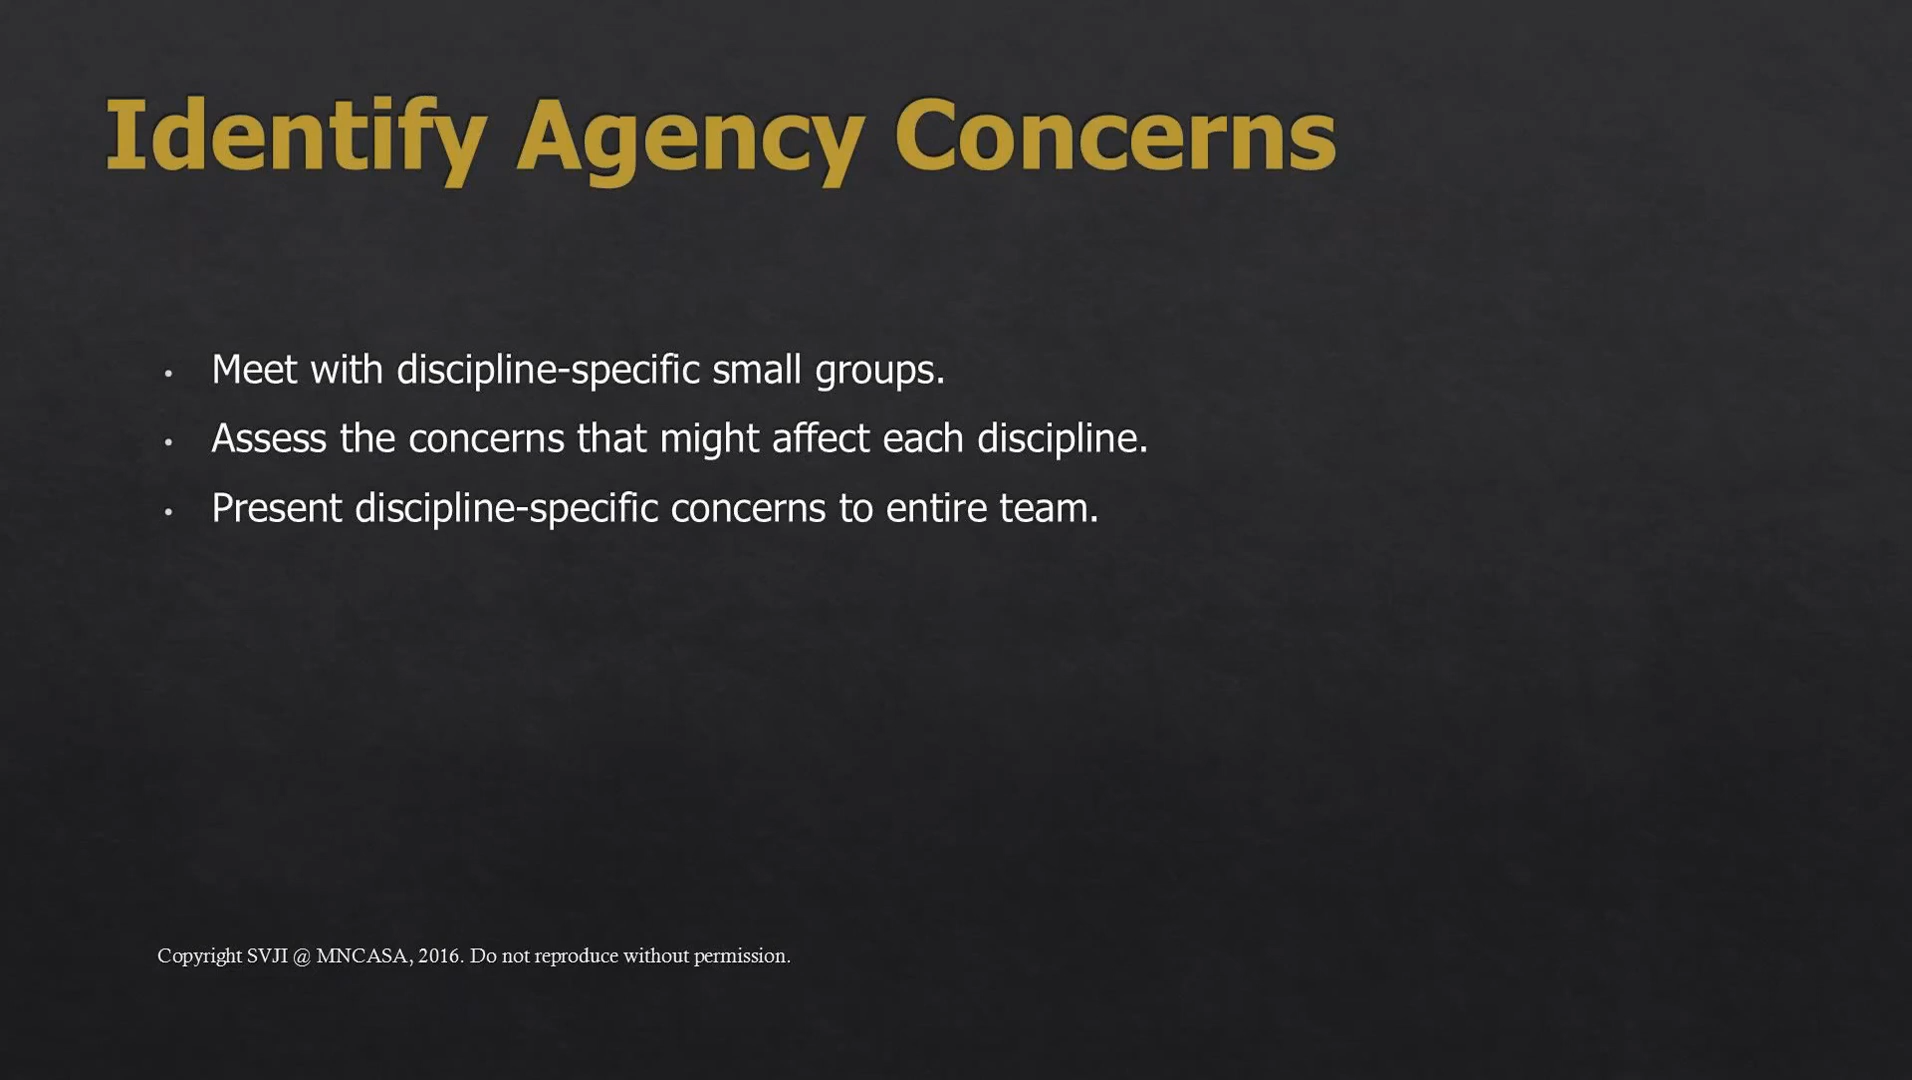 Identify Agency Concerns
• Meet with discipline-specific small groups.
• Assess the concerns that might affect each discipline.
• Present discipline-specific concerns to entire team.
Copyright SVJI @ MNCASA, 2016. Do not reproduce without permission.